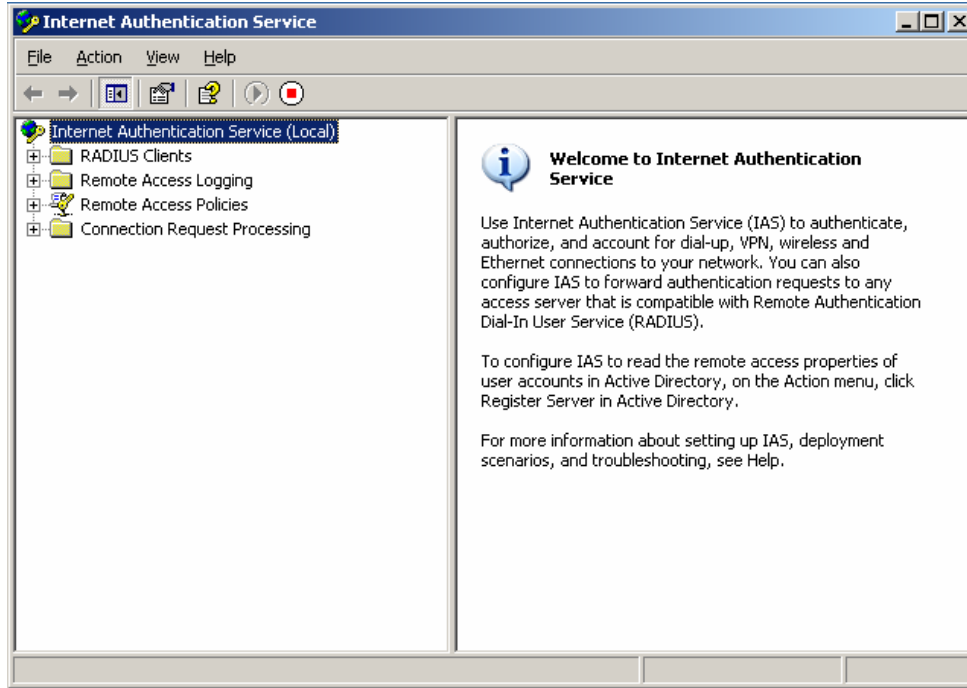 Internet Authentication Service
File Action View Help
Internet Authentication Service (Local)
RADIUS Clients
Remote Access Logging
Remote Access Policies
Connection Request Processing
Welcome to Internet Authentication
Service
Use Internet Authentication Service (IAS) to authenticate,
authorize, and account for dial-up, VPN, wireless and
Ethernet connections to your network. You can also
configure IAS to forward authentication requests to any
access server that is compatible with Remote Authentication
Dial-In User Service (RADIUS).
To configure IAS to read the remote access properties of
user accounts in Active Directory, on the Action menu, click
Register Server in Active Directory.
For more information about setting up IAS, deployment
scenarios, and troubleshooting, see Help.